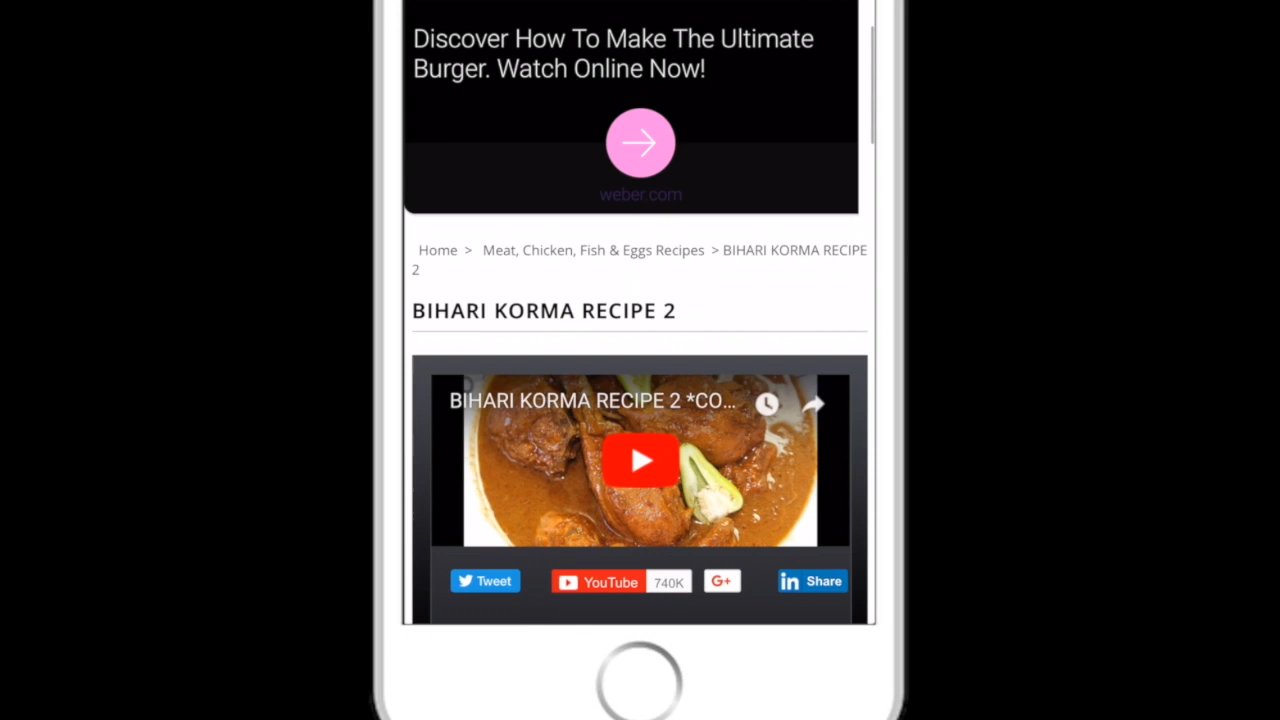 Discover How To Make The Ultimate
Burger. Watch Online Now!
weber.com
Home > Meat, Chicken, Fish & Eggs Recipes > BIHARI KORMA RECIPE
2
BIHARI KORMA RECIPE 2
BIHARI KORMA RECIPE 2 *CO...
Tweet YouTube 740K G+ in Share